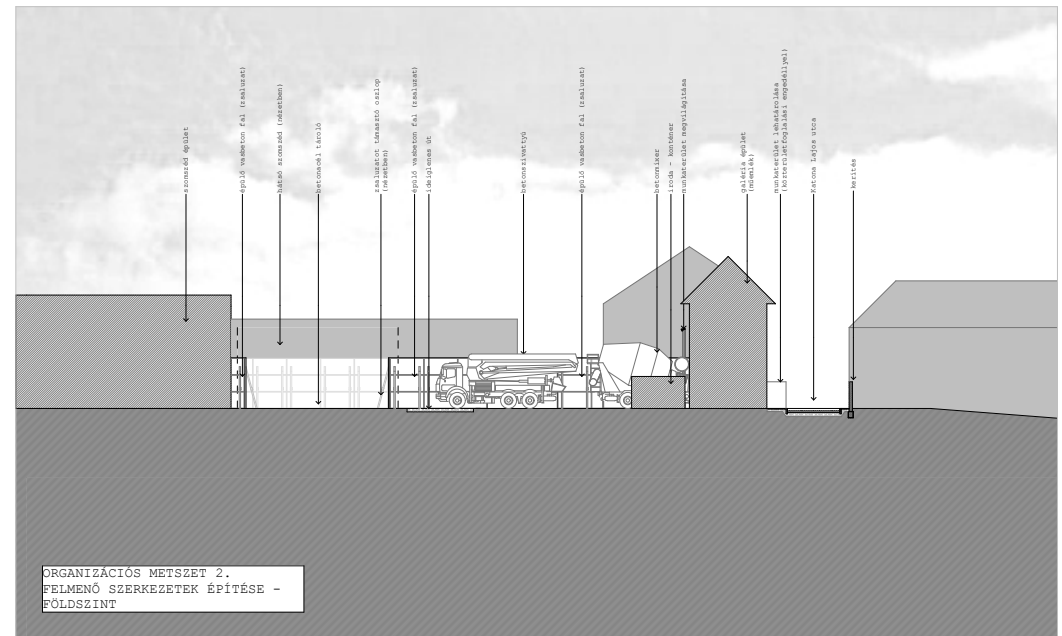 szomszéd épület
épülő vasbeton fal (zsaluzat)
hátsó szomszéd (nézetben)
betonacél tároló
zsaluzatot támasztó oszlop
(nézetben)
épülő vasbeton fal (zsaluzat)
ideiglenes út
betonszivattyú
épülő vasbeton fal (zsaluzat)
betonmixer
iroda - konténer
munkaterület megvilágítása
galéria épület
(műemlék)
munkaterület lehatárolása
(közterületfoglalási engedéllyel)
Katona Lajos utca
kerítés
ORGANIZÁCIÓS METSZET 2.
FELMENŐ SZERKEZETEK ÉPÍTÉSE -
FÖLDSZINT